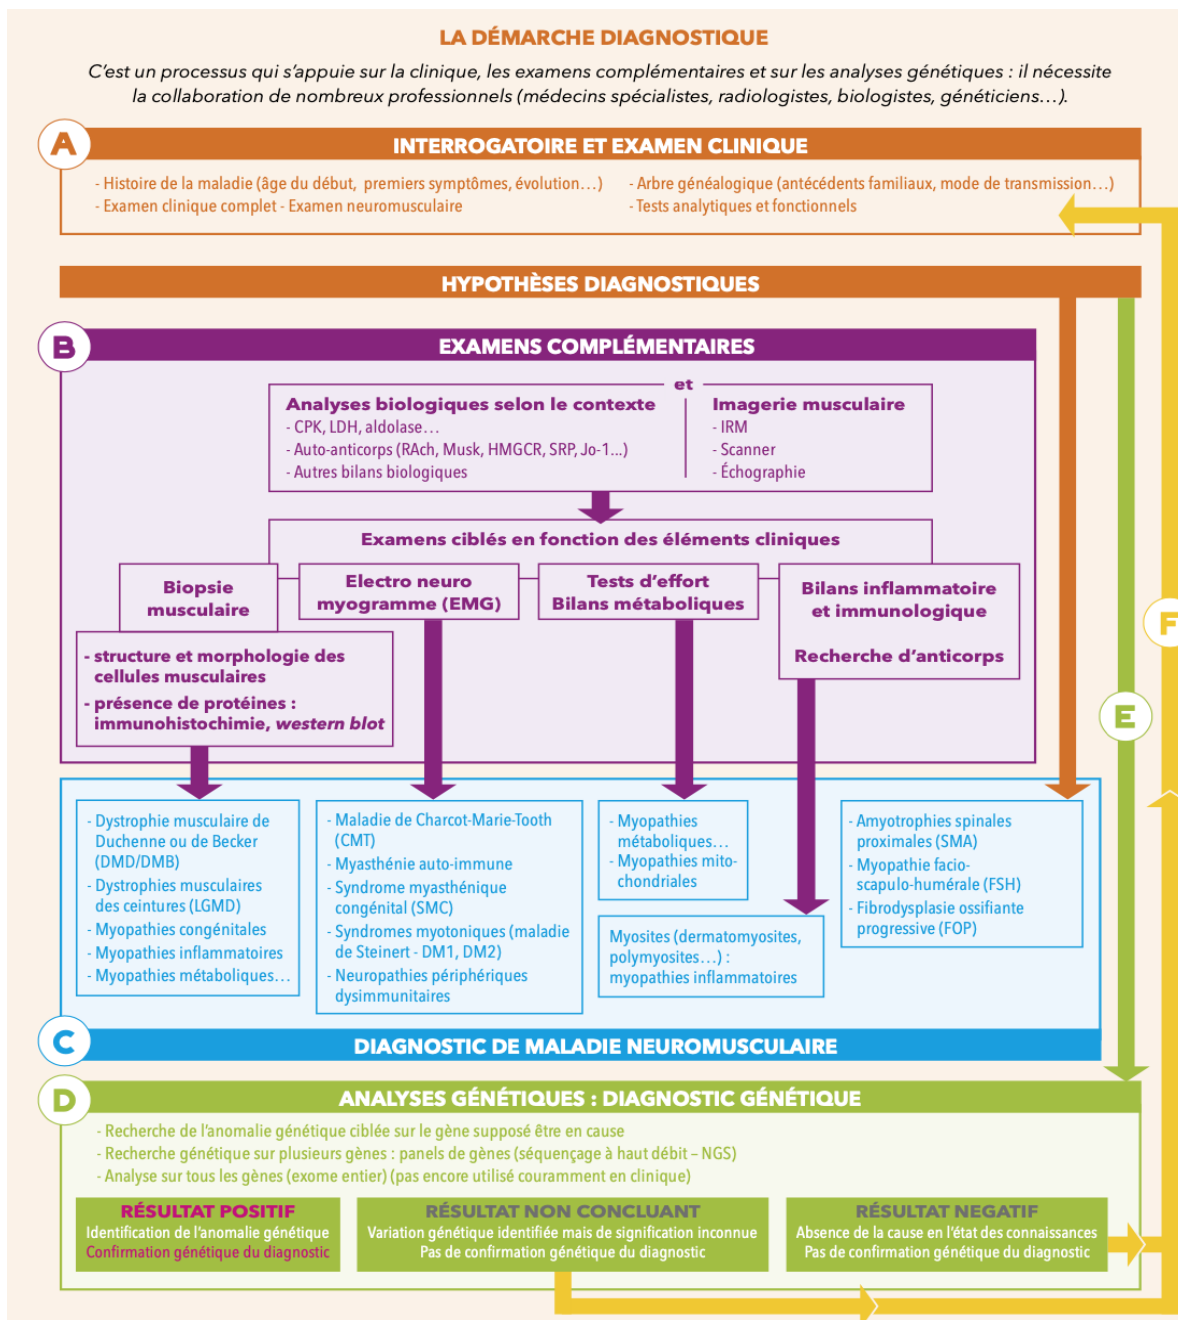 LA DÉMARCHE DIAGNOSTIQUE
C'est un processus qui s'appuie sur la clinique, les examens complémentaires et sur les analyses génétiques : il nécessite
la collaboration de nombreux professionnels (médecins spécialistes, radiologistes, biologistes, généticiens…).
A
INTERROGATOIRE ET EXAMEN CLINIQUE
- Histoire de la maladie (âge du début, premiers symptômes, évolution…)
- Examen clinique complet - Examen neuromusculaire
- Arbre généalogique (antécédents familiaux, mode de transmission…)
- Tests analytiques et fonctionnels
HYPOTHÈSES DIAGNOSTIQUES
B
EXAMENS COMPLÉMENTAIRES
et
Analyses biologiques selon le contexte
- CPK, LDH, aldolase…
- Auto-anticorps (RAch, Musk, HMGCR, SRP, Jo-1...)
- Autres bilans biologiques
Imagerie musculaire
- IRM
- Scanner
- Échographie
Examens ciblés en fonction des éléments cliniques
Biopsie
musculaire
- structure et morphologie des
cellules musculaires
- présence de protéines :
immunohistochimie, western blot
Electro neuro
myogramme (EMG)
Tests d'effort
Bilans métaboliques
Bilans inflammatoire
et immunologique
Recherche d'anticorps
F
E
- Dystrophie musculaire de
Duchenne ou de Becker
(DMD/DMB)
- Dystrophies musculaires
des ceintures (LGMD)
- Myopathies congénitales
- Myopathies inflammatoires
- Myopathies métaboliques…
- Maladie de Charcot-Marie-Tooth
(CMT)
- Myasthénie auto-immune
- Syndrome myasthénique
congénital (SMC)
- Syndromes myotoniques (maladie
de Steinert - DM1, DM2)
- Neuropathies périphériques
dysimmunitaires
- Myopathies
métaboliques…
- Myopathies mito-
chondriales
Myosites (dermatomyosites,
polymyosites…) :
myopathies inflammatoires
- Amyotrophies spinales
proximales (SMA)
- Myopathie facio-
scapulo-humérale (FSH)
- Fibrodysplasie ossifiante
progressive (FOP)
C
DIAGNOSTIC DE MALADIE NEUROMUSCULAIRE
D
ANALYSES GÉNÉTIQUES : DIAGNOSTIC GÉNÉTIQUE
- Recherche de l'anomalie génétique ciblée sur le gène supposé être en cause
- Recherche génétique sur plusieurs gènes : panels de gènes (séquençage à haut débit – NGS)
- Analyse sur tous les gènes (exome entier) (pas encore utilisé couramment en clinique)
RÉSULTAT POSITIF
Identification de l'anomalie génétique
Confirmation génétique du diagnostic
RÉSULTAT NON CONCLUANT
Variation génétique identifiée mais de signification inconnue
Pas de confirmation génétique du diagnostic
RÉSULTAT NEGATIF
Absence de la cause en l'état des connaissances
Pas de confirmation génétique du diagnostic